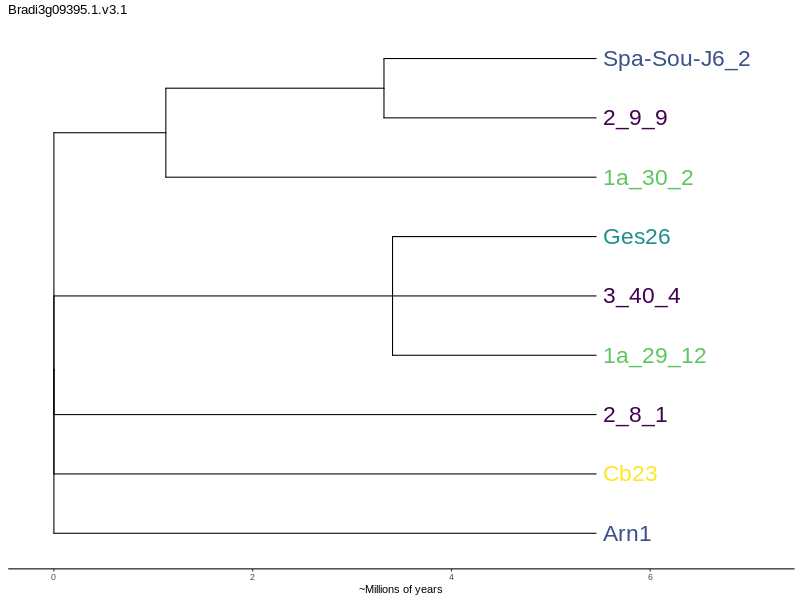 Bradi3g09395.1.v3.1
Spa-Sou-J6_2
2_9_9
1a_30_2
Ges26
3_40_4
1a_29_12
2_8_1
Cb23
Arn1
0 2 4 6
~Millions of years